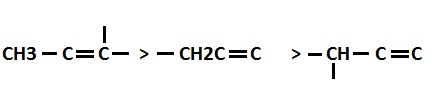 CH3 — C = C — > — CH2C = C > — CH — C = C